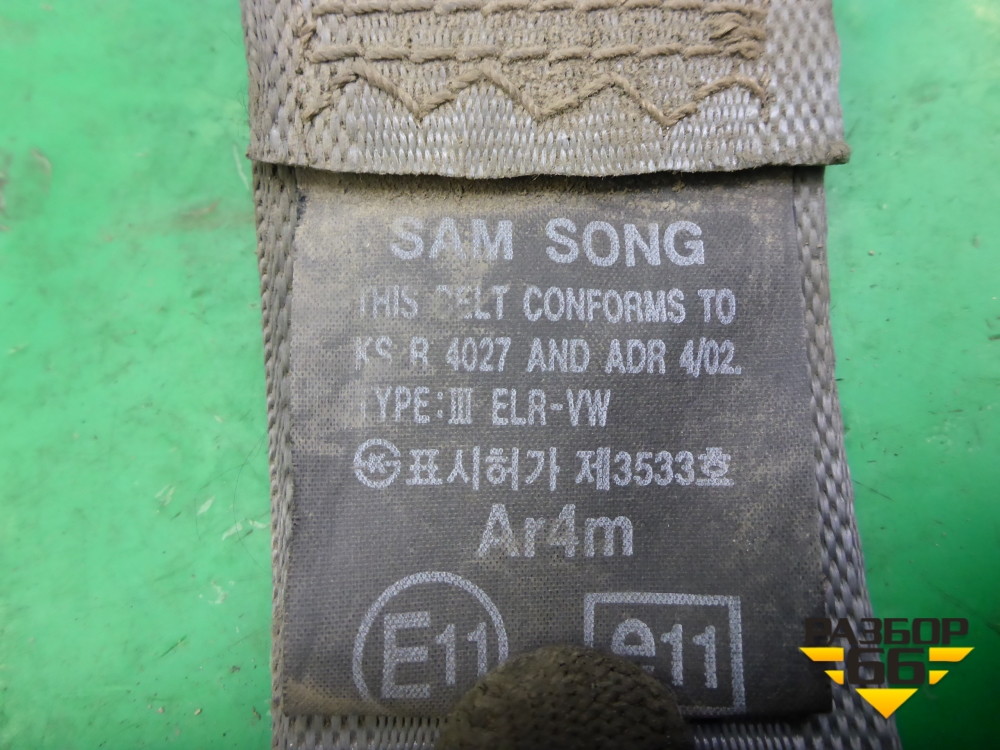 SAM SONG
THIS BELT CONFORMS TO
KS R 4027 AND ADR 4/02.
TYPE:III ELR-VW
표시허가 제3533호
Ar4m
E11 e11
РАЗБОР
66